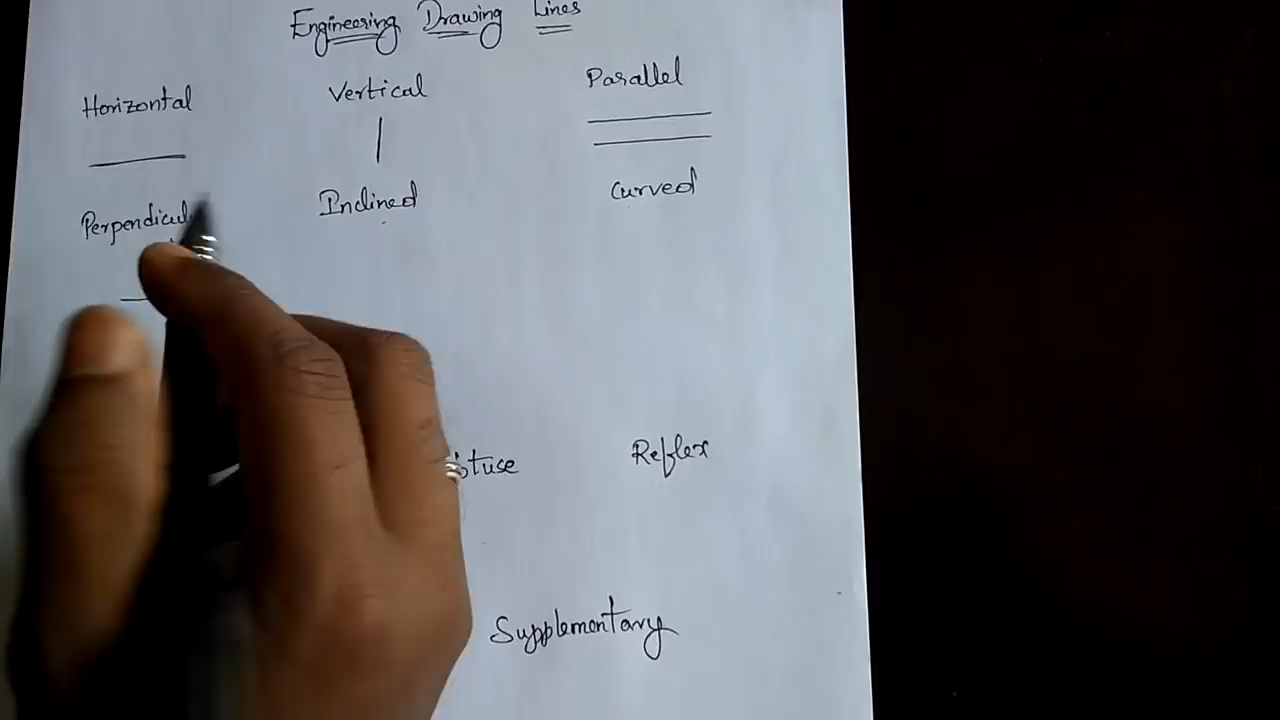 Engineering Drawing Lines
Horizontal
Vertical
Parallel
Inclined
Curved
Reflex
Supplementary